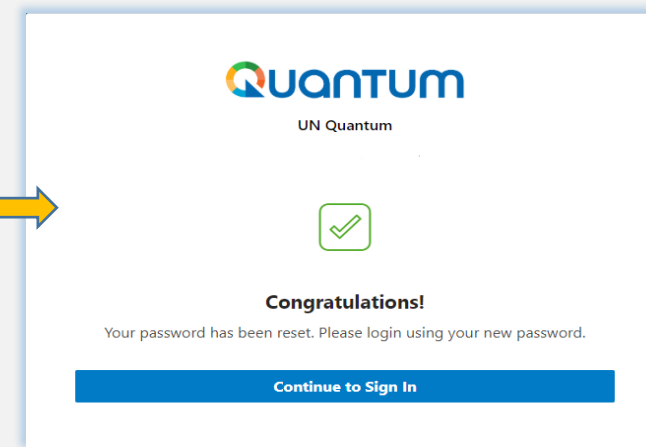 QUANTUM
UN Quantum
Congratulations!
Your password has been reset. Please login using your new password.
Continue to Sign In